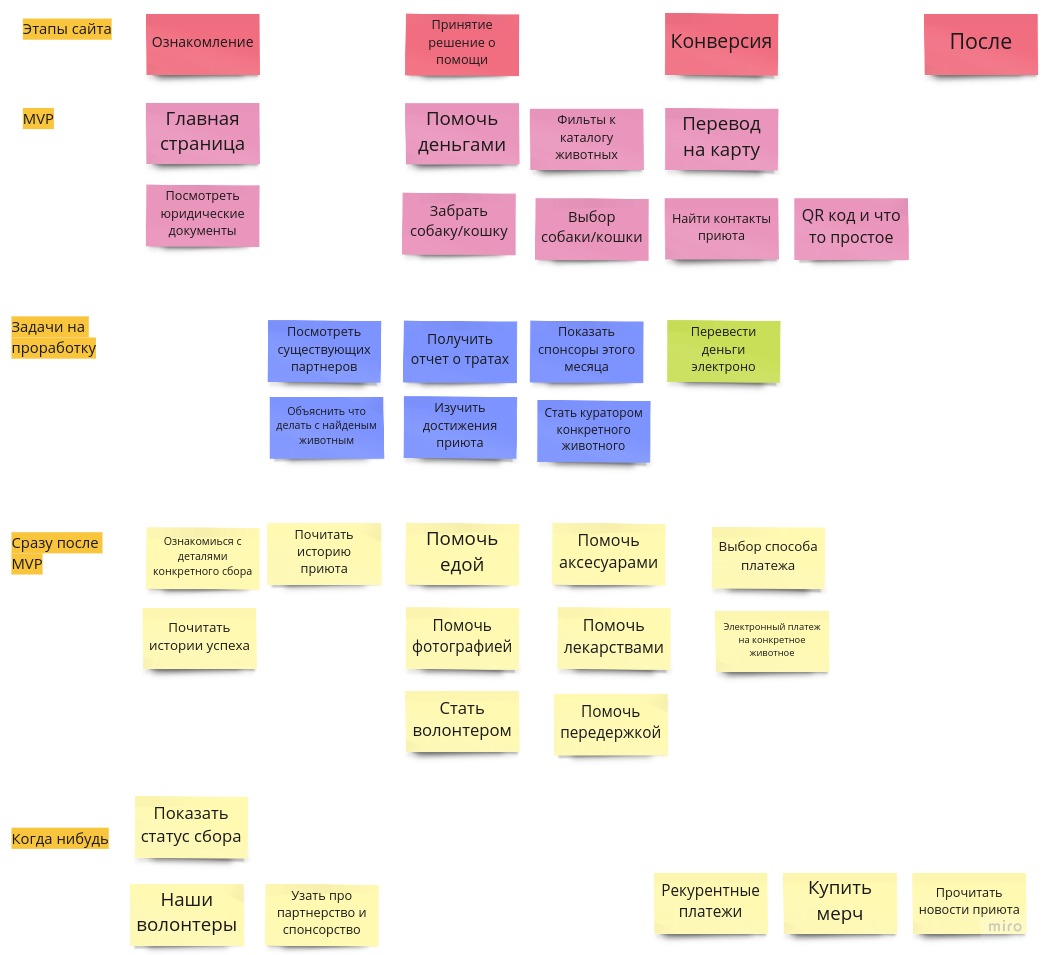 Этапы сайта
Ознакомление
Принятие
решение о
помощи
Конверсия
После
MVP
Главная
страница
Помочь
деньгами
Фильты к
каталогу
животных
Перевод
на карту
Посмотреть
юридические
документы
Забрать
собаку/кошку
Выбор
собаки/кошки
Найти контакты
приюта
QR код и что
то простое
Задачи на
проработку
Посмотреть
существующих
партнеров
Получить
отчет о тратах
Показать
спонсоры этого
месяца
Перевести
деньги
электроно
Объяснить что
делать с найденым
животным
Изучить
достижения
приюта
Стать куратором
конкретного
животного
Сразу после
MVP
Ознакомиься с
деталями
конкретного сбора
Почитать
историю
приюта
Помочь
едой
Помочь
аксесуарами
Выбор способа
платежа
Почитать
истории успеха
Помочь
фотографией
Помочь
лекарствами
Электронный платеж
на конкретное
животное
Стать
волонтером
Помочь
передержкой
Когда нибудь
Показать
статус сбора
Наши
волонтеры
Узать про
партнерство и
спонсорство
Рекурентные
платежи
Купить
мерч
Прочитать
новости приюта
miro